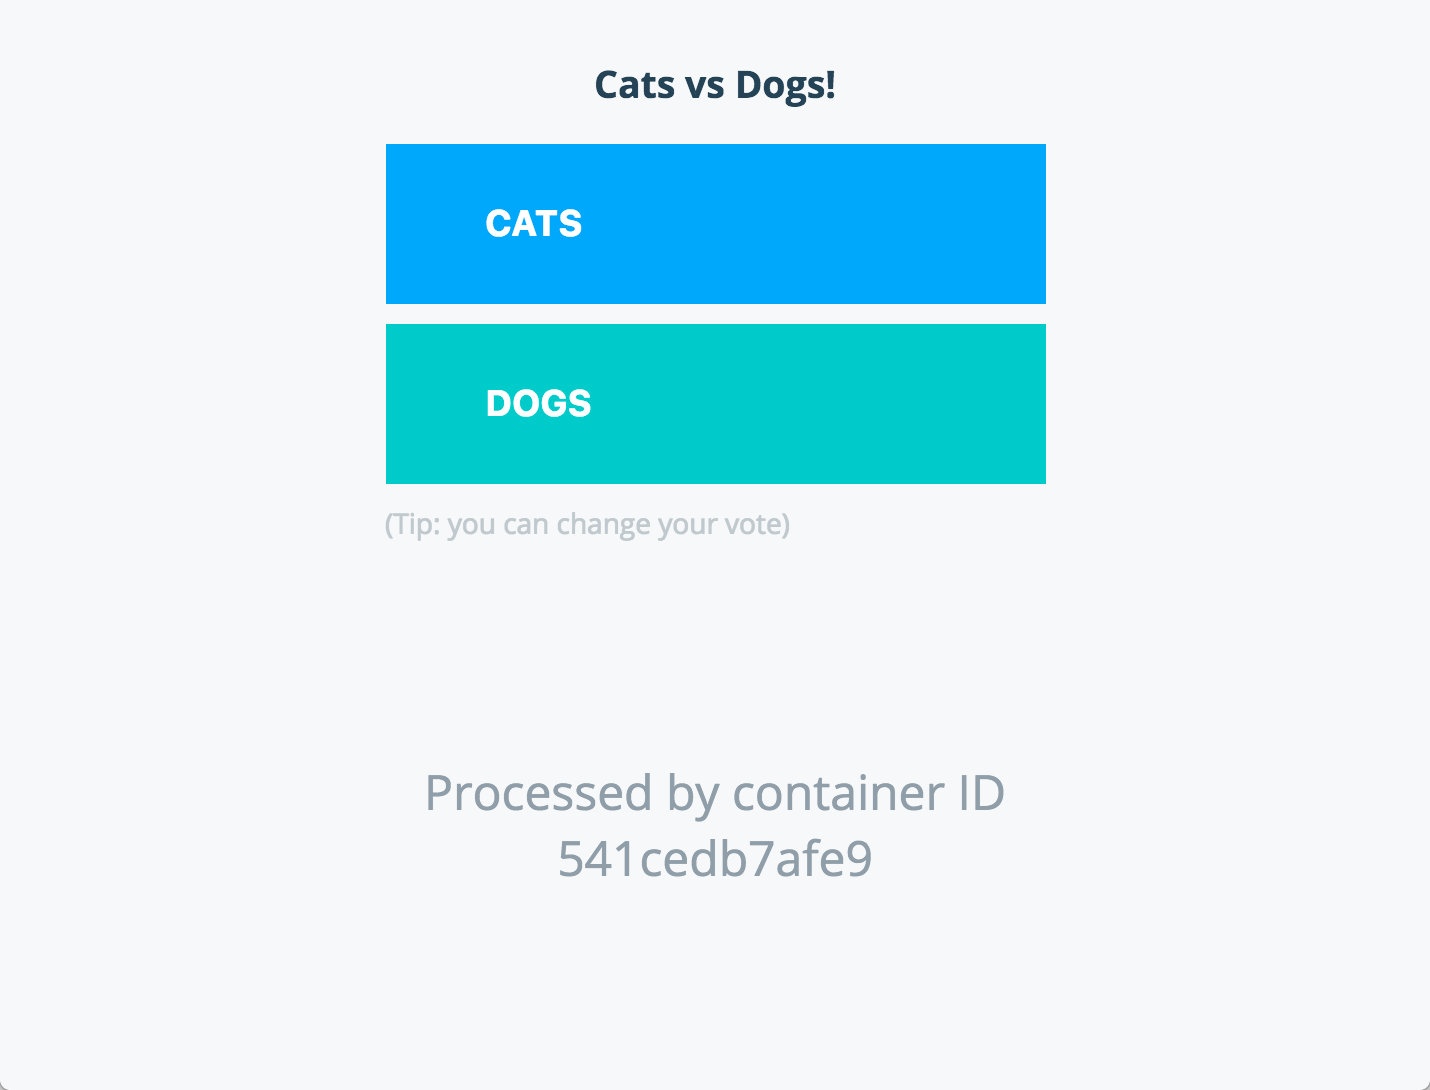 Cats vs Dogs!
CATS
DOGS
(Tip: you can change your vote)
Processed by container ID
541cedb7afe9